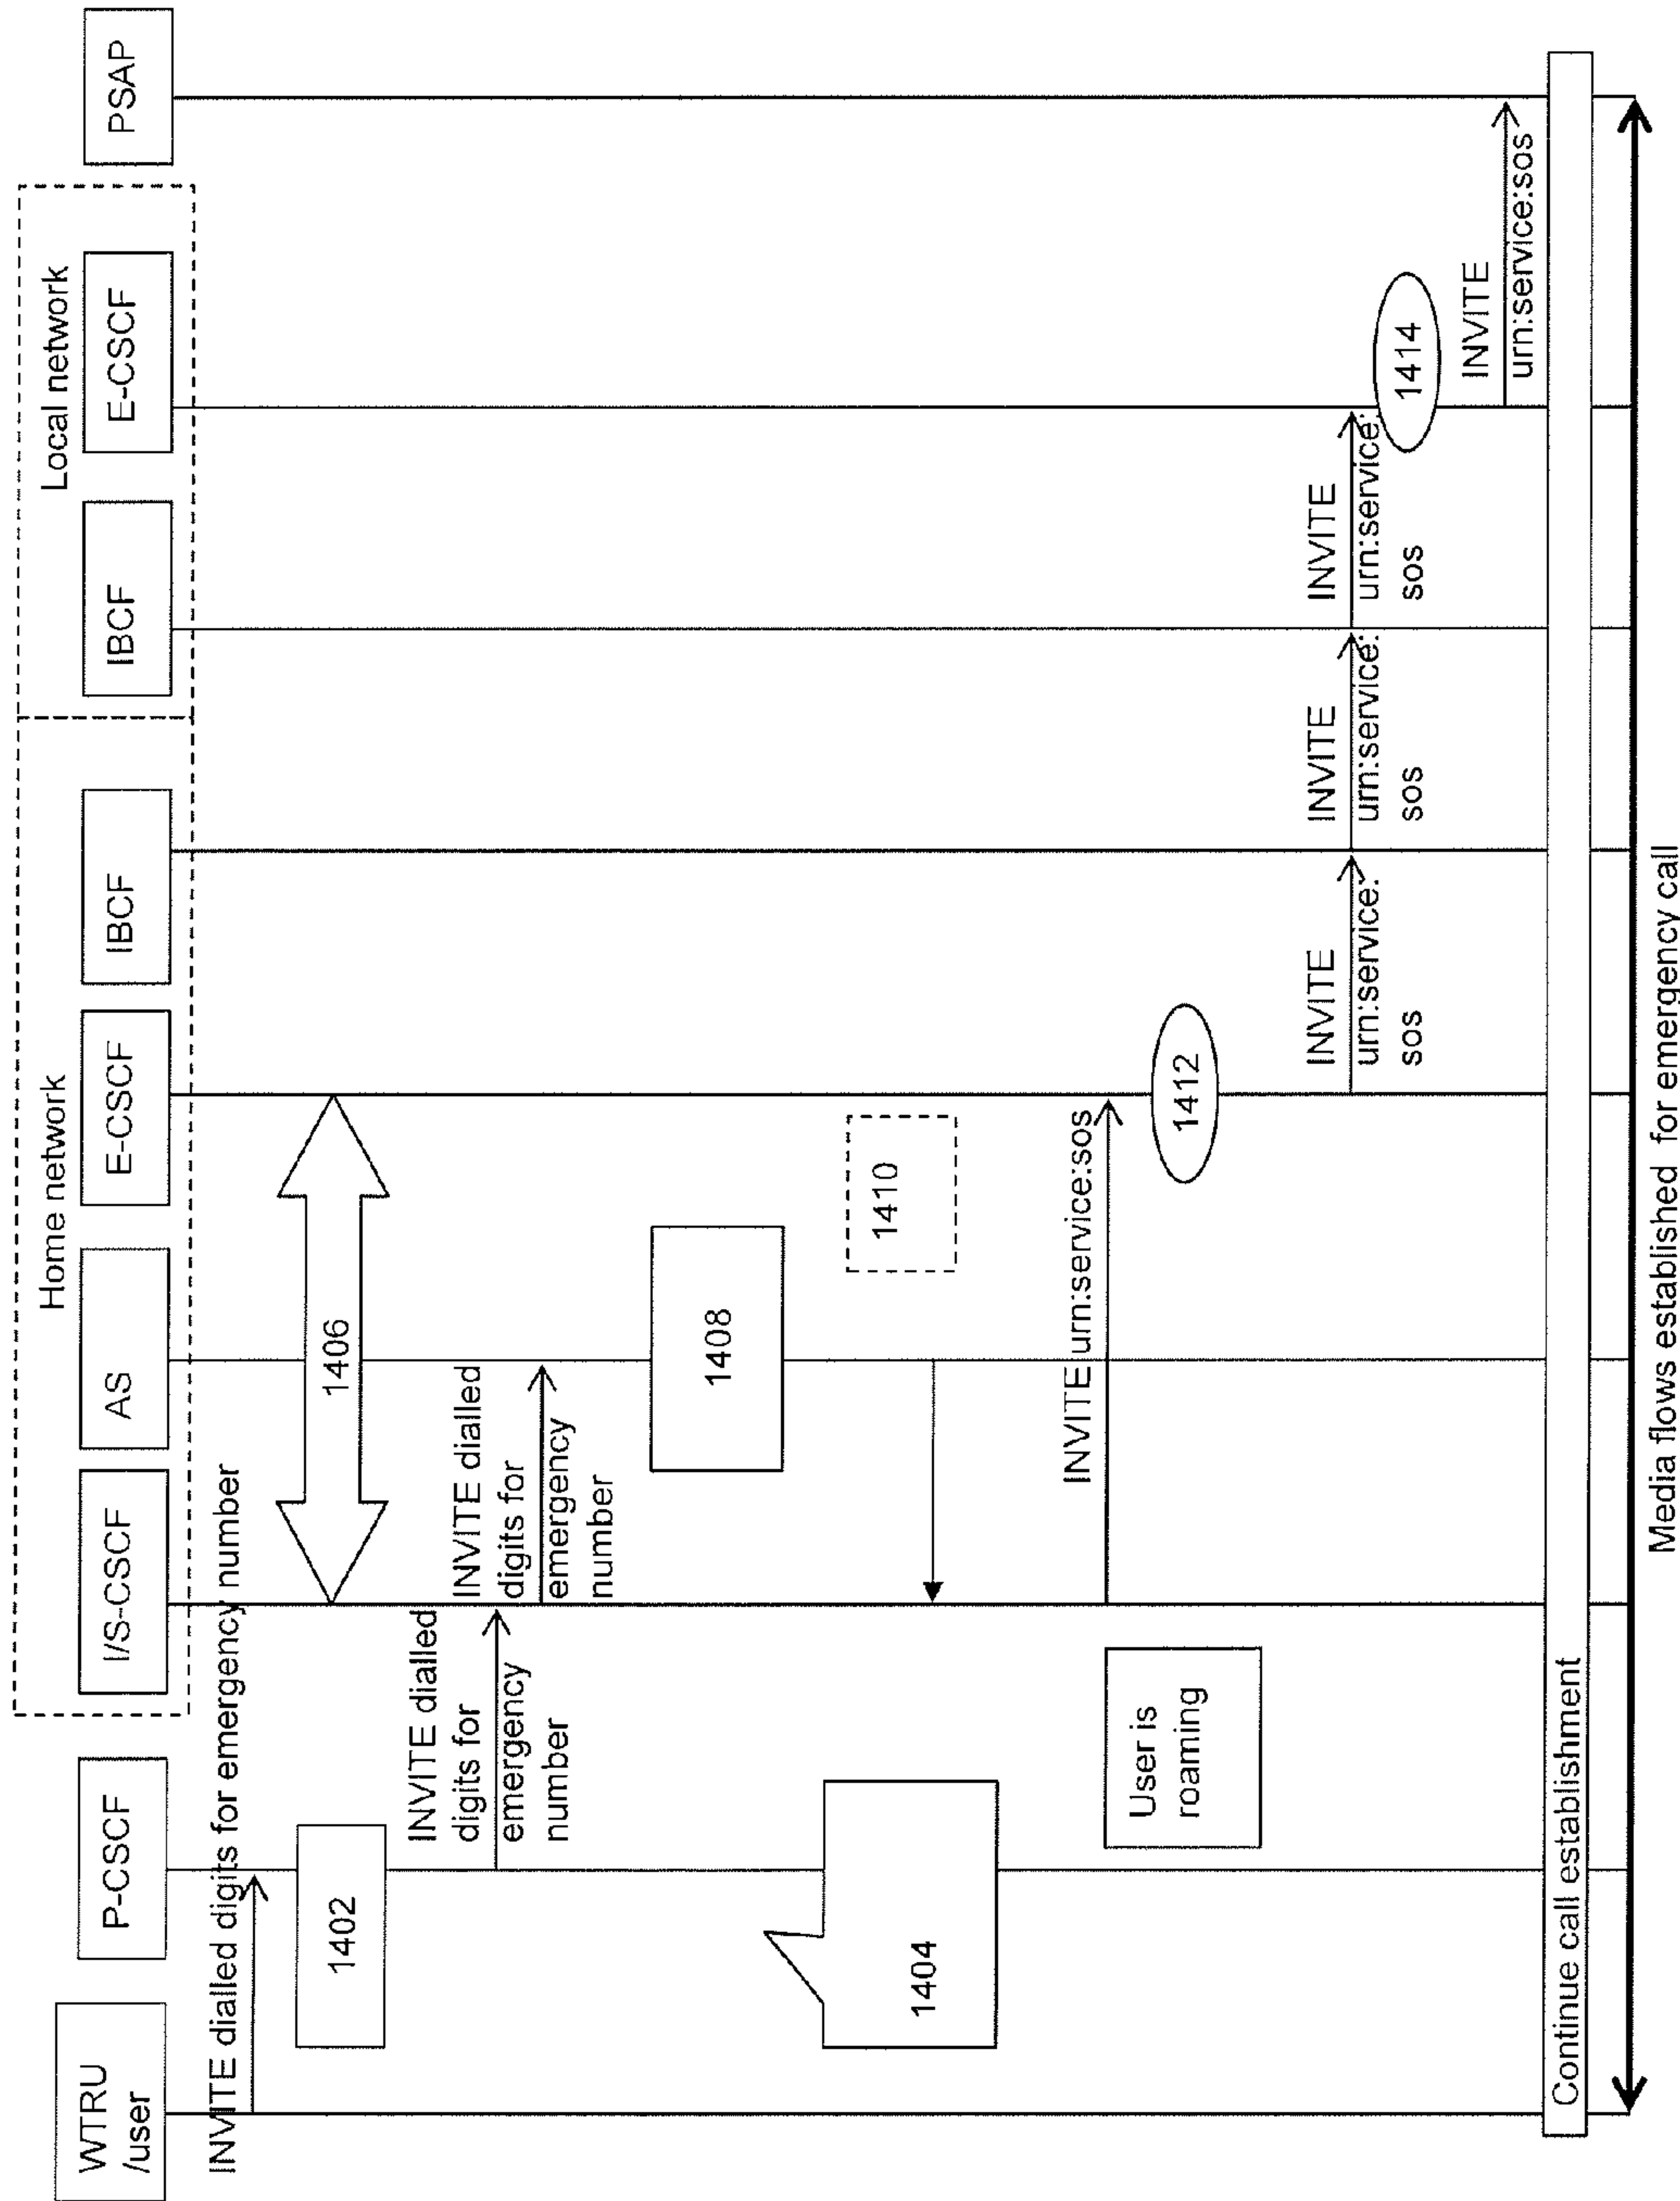 Home network
Local network
WTRU
/user
P-CSCF
I/S-CSCF
AS
E-CSCF
IBCF
IBCF
E-CSCF
PSAP
INVITE dialled digits for emergency number
1402
1406
INVITE dialled
digits for
emergency
number
INVITE dialled
digits for
emergency
number
1408
1404
1410
INVITE urn:service:sos
User is
roaming
1412
INVITE
urn:service:
sos
INVITE
urn:service:
sos
INVITE
urn:service:
sos
1414
INVITE
urn:service:sos
Continue call establishment
Media flows established for emergency call